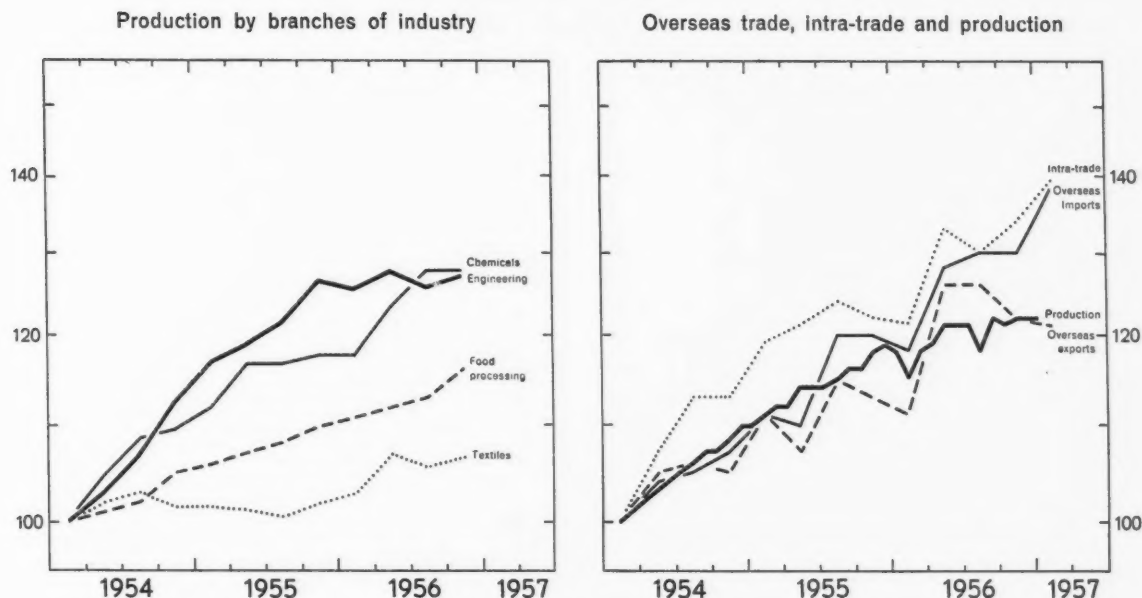 Production by branches of industry
140
120
100
Chemicals
Engineering
Food
processing
Textiles
1954 1955 1956 1957
Overseas trade, intra-trade and production
Intra-trade
Overseas
Imports
Production
Overseas
exports
140
120
100
1954 1955 1956 1957